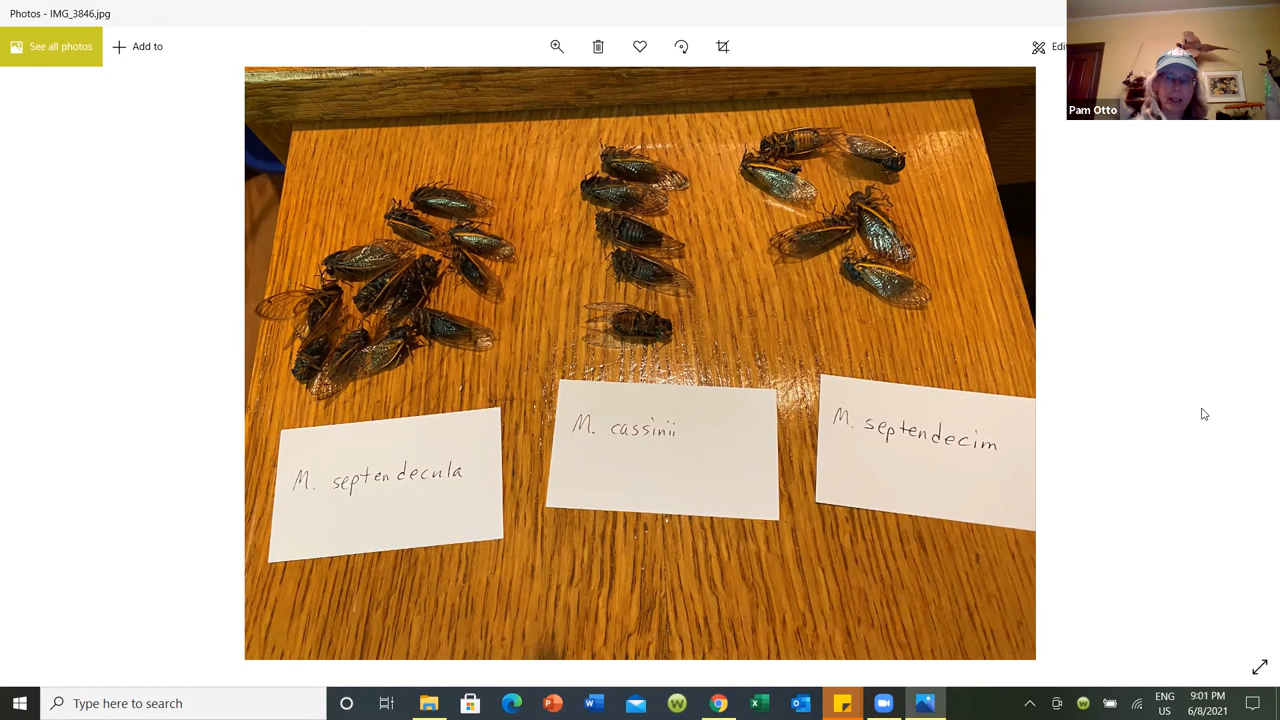 Photos - IMG_3846.jpg
See all photos
Add to
Pam Otto
M. septendecula
M. cassinii
M. septendecim
Type here to search
ENG
US
9:01 PM
6/8/2021